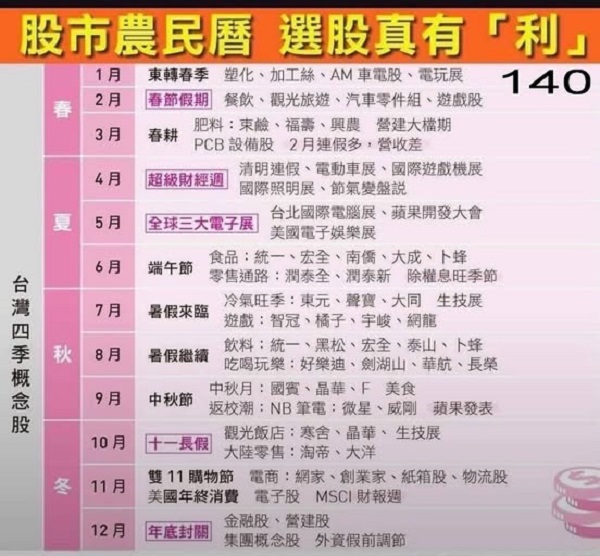 股市農民曆 選股真有「利」
140
台灣四季概念股
春
1月 東轉春季 塑化、加工絲、AM車電股、電玩展
2月 春節假期 餐飲、觀光旅遊、汽車零件組、遊戲股
3月 春耕 肥料：東鹼、福壽、興農 營建大檔期
PCB設備股 2月連假多，營收差
夏
4月 超級財經週 清明連假、電動車展、國際遊戲機展
國際照明展、節氣變盤說
5月 全球三大電子展 台北國際電腦展、蘋果開發大會
美國電子娛樂展
6月 端午節 食品：統一、宏全、南僑、大成、卜蜂
零售通路：潤泰全、潤泰新 除權息旺季節
秋
7月 暑假來臨 冷氣旺季：東元、聲寶、大同 生技展
遊戲：智冠、橘子、宇峻、網龍
8月 暑假繼續 飲料：統一、黑松、宏全、泰山、卜蜂
吃喝玩樂：好樂迪、劍湖山、華航、長榮
9月 中秋節 中秋月：國賓、晶華、F 美食
返校潮：NB筆電：微星、威剛 蘋果發表
冬
10月 十一長假 觀光飯店：寒舍、晶華、生技展
大陸零售：淘帝、大洋
11月 雙11購物節 電商：網家、創業家、紙箱股、物流股
美國年終消費 電子股 MSCI財報週
12月 年底封關 金融股、營建股
集團概念股 外資假前調節